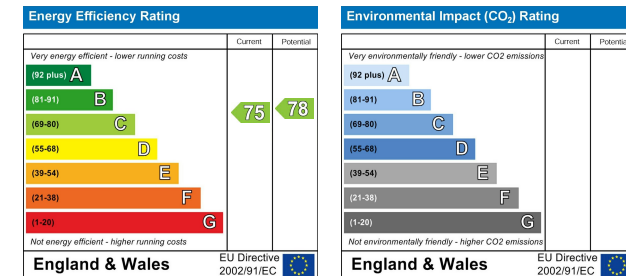 Energy Efficiency Rating
Current Potential
Very energy efficient - lower running costs
(92 plus) A
(81-91) B
(69-80) C
(55-68) D
(39-54) E
(21-38) F
(1-20) G
75 78
Not energy efficient - higher running costs
England & Wales
EU Directive
2002/91/EC
Environmental Impact (CO2) Rating
Current Potential
Very environmentally friendly - lower CO2 emissions
(92 plus) A
(81-91) B
(69-80) C
(55-68) D
(39-54) E
(21-38) F
(1-20) G
Not environmentally friendly - higher CO2 emissions
England & Wales
EU Directive
2002/91/EC